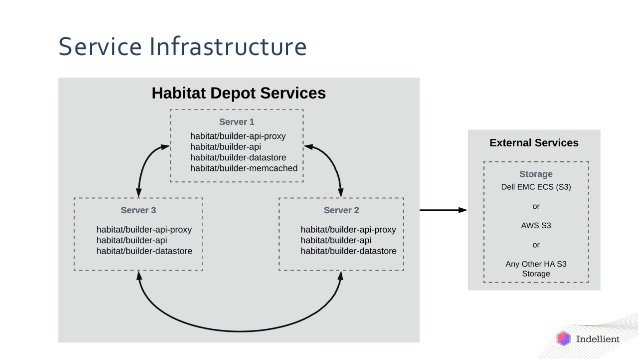 Service Infrastructure
Habitat Depot Services
Server 1
habitat/builder-api-proxy
habitat/builder-api
habitat/builder-datastore
habitat/builder-memcached
Server 3
habitat/builder-api-proxy
habitat/builder-api
habitat/builder-datastore
Server 2
habitat/builder-api-proxy
habitat/builder-api
habitat/builder-datastore
External Services
Storage
Dell EMC ECS (S3)
or
AWS S3
or
Any Other HA S3
Storage
Indellient